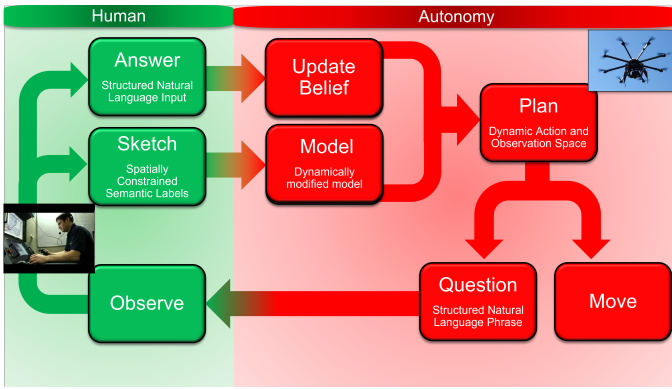 Human
Autonomy
Answer
Structured Natural
Language Input
Update
Belief
Plan
Dynamic Action and
Observation Space
Sketch
Spatially
Constrained
Semantic Labels
Model
Dynamically
modified model
Observe
Question
Structured Natural
Language Phrase
Move